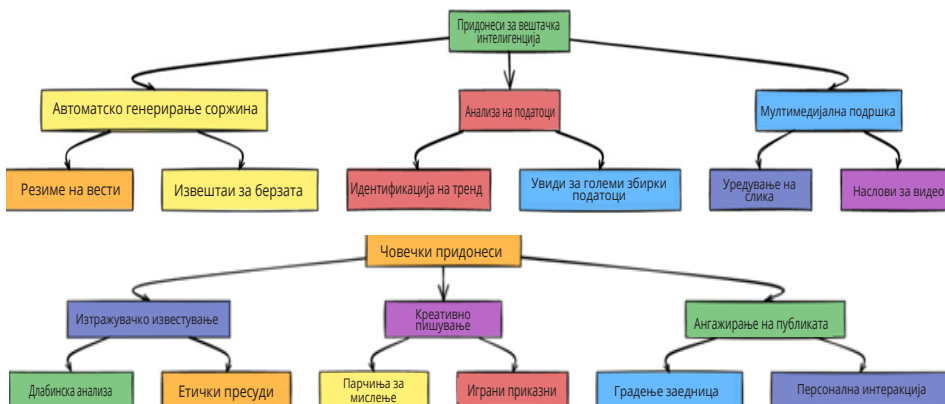 Придонеси за вештачка
интелигенција
Автоматско генерирање соржина
Анализа на податоци
Мултимедијална подршка
Резиме на вести
Извештаи за берзата
Идентификација на тренд
Увиди за големи збирки
податоци
Уредување на
слика
Наслови за видео
Човечки придонеси
Изтражувачко известување
Креативно
пишување
Ангажирање на публиката
Длабинска анализа
Етички пресуди
Парчиња за
мислење
Играни приказни
Градење заедница
Персонална интеракција